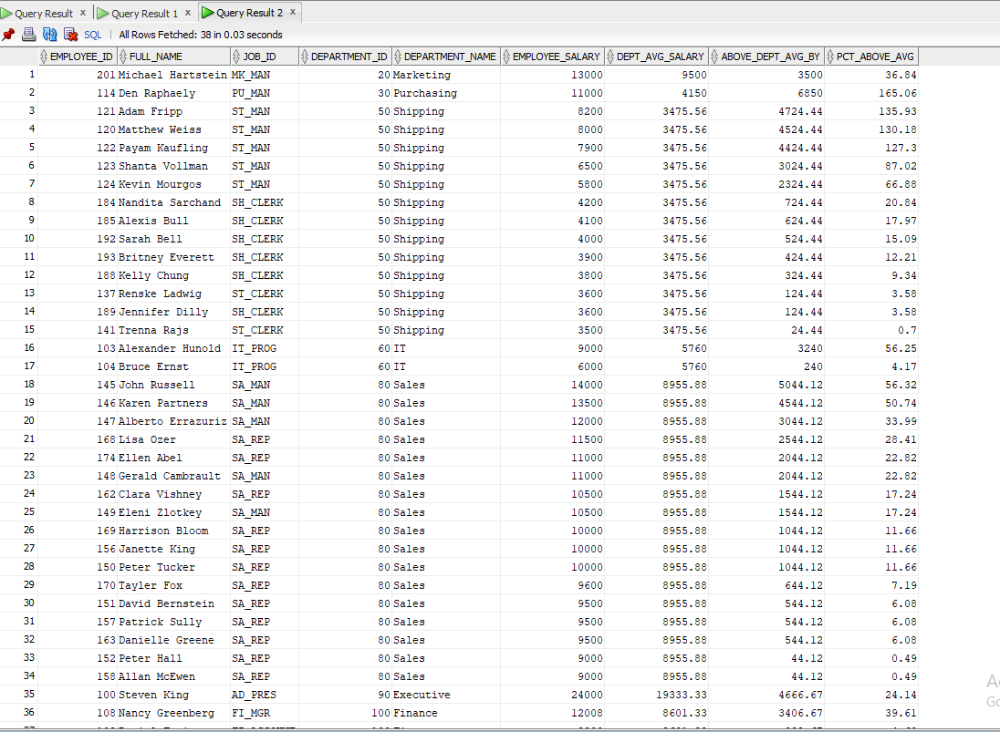 Query Result x Query Result 1 x Query Result 2 x
SQL | All Rows Fetched: 38 in 0.03 seconds
EMPLOYEE_ID FULL_NAME JOB_ID DEPARTMENT_ID DEPARTMENT_NAME EMPLOYEE_SALARY DEPT_AVG_SALARY ABOVE_DEPT_AVG_BY PCT_ABOVE_AVG
1 201 Michael Hartstein MK_MAN 20 Marketing 13000 9500 3500 36.84
2 114 Den Raphaely PU_MAN 30 Purchasing 11000 4150 6850 165.06
3 121 Adam Fripp ST_MAN 50 Shipping 8200 3475.56 4724.44 135.93
4 120 Matthew Weiss ST_MAN 50 Shipping 8000 3475.56 4524.44 130.18
5 122 Payam Kaufling ST_MAN 50 Shipping 7900 3475.56 4424.44 127.3
6 123 Shanta Vollman ST_MAN 50 Shipping 6500 3475.56 3024.44 87.02
7 124 Kevin Mourgos ST_MAN 50 Shipping 5800 3475.56 2324.44 66.88
8 184 Nandita Sarchand SH_CLERK 50 Shipping 4200 3475.56 724.44 20.84
9 185 Alexis Bull SH_CLERK 50 Shipping 4100 3475.56 624.44 17.97
10 192 Sarah Bell SH_CLERK 50 Shipping 4000 3475.56 524.44 15.09
11 193 Britney Everett SH_CLERK 50 Shipping 3900 3475.56 424.44 12.21
12 188 Kelly Chung SH_CLERK 50 Shipping 3800 3475.56 324.44 9.34
13 137 Renske Ladwig ST_CLERK 50 Shipping 3600 3475.56 124.44 3.58
14 189 Jennifer Dilly SH_CLERK 50 Shipping 3600 3475.56 124.44 3.58
15 141 Trenna Rajs ST_CLERK 50 Shipping 3500 3475.56 24.44 0.7
16 103 Alexander Hunold IT_PROG 60 IT 9000 5760 3240 56.25
17 104 Bruce Ernst IT_PROG 60 IT 6000 5760 240 4.17
18 145 John Russell SA_MAN 80 Sales 14000 8955.88 5044.12 56.32
19 146 Karen Partners SA_MAN 80 Sales 13500 8955.88 4544.12 50.74
20 147 Alberto Errazuriz SA_MAN 80 Sales 12000 8955.88 3044.12 33.99
21 168 Lisa Ozer SA_REP 80 Sales 11500 8955.88 2544.12 28.41
22 174 Ellen Abel SA_REP 80 Sales 11000 8955.88 2044.12 22.82
23 148 Gerald Cambrault SA_MAN 80 Sales 11000 8955.88 2044.12 22.82
24 162 Clara Vishney SA_REP 80 Sales 10500 8955.88 1544.12 17.24
25 149 Eleni Zlotkey SA_MAN 80 Sales 10500 8955.88 1544.12 17.24
26 169 Harrison Bloom SA_REP 80 Sales 10000 8955.88 1044.12 11.66
27 156 Janette King SA_REP 80 Sales 10000 8955.88 1044.12 11.66
28 150 Peter Tucker SA_REP 80 Sales 10000 8955.88 1044.12 11.66
29 170 Tayler Fox SA_REP 80 Sales 9600 8955.88 644.12 7.19
30 151 David Bernstein SA_REP 80 Sales 9500 8955.88 544.12 6.08
31 157 Patrick Sully SA_REP 80 Sales 9500 8955.88 544.12 6.08
32 163 Danielle Greene SA_REP 80 Sales 9500 8955.88 544.12 6.08
33 152 Peter Hall SA_REP 80 Sales 9000 8955.88 44.12 0.49
34 158 Allan McEwen SA_REP 80 Sales 9000 8955.88 44.12 0.49
35 100 Steven King AD_PRES 90 Executive 24000 19333.33 4666.67 24.14
36 108 Nancy Greenberg FI_MGR 100 Finance 12008 8601.33 3406.67 39.61